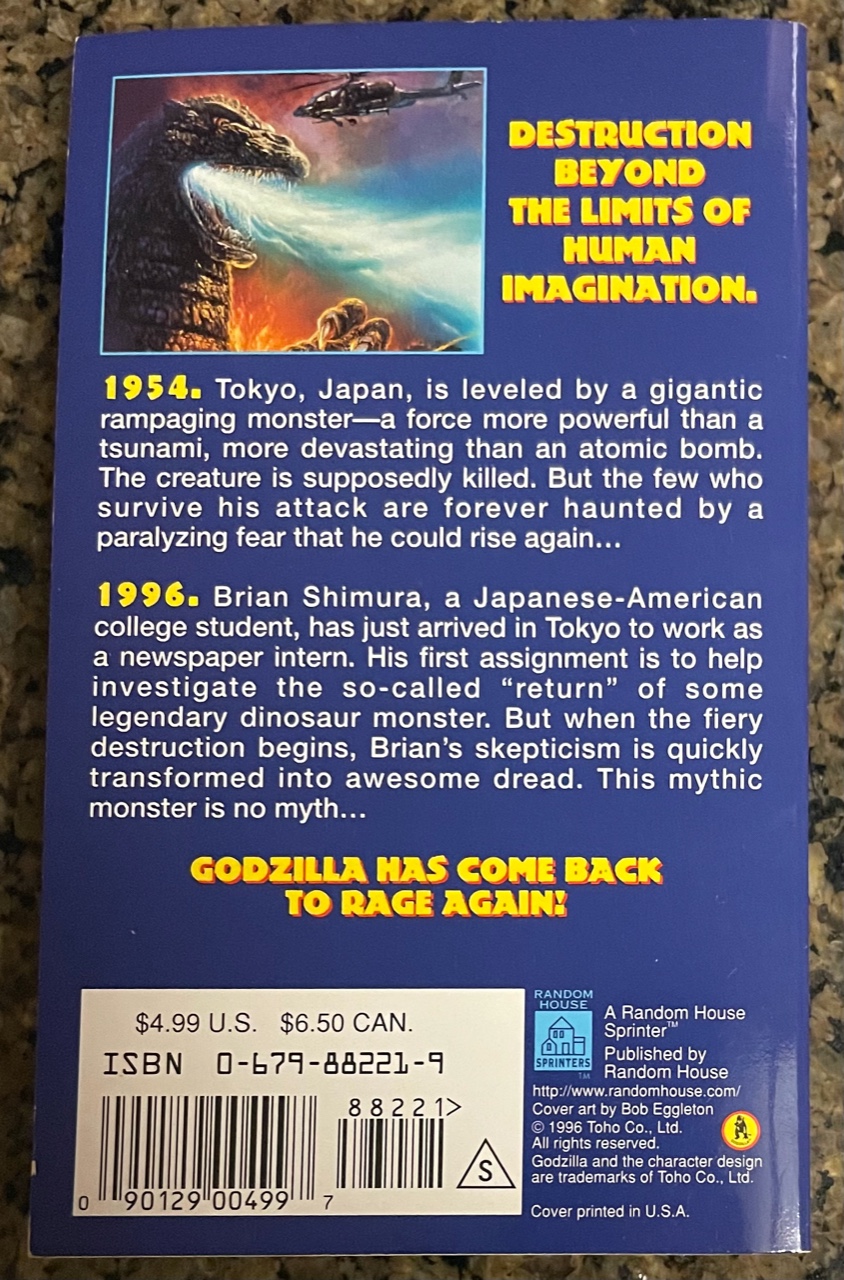 DESTRUCTION
BEYOND
THE LIMITS OF
HUMAN
IMAGINATION.
1954. Tokyo, Japan, is leveled by a gigantic
rampaging monster—a force more powerful than a
tsunami, more devastating than an atomic bomb.
The creature is supposedly killed. But the few who
survive his attack are forever haunted by a
paralyzing fear that he could rise again...
1996. Brian Shimura, a Japanese-American
college student, has just arrived in Tokyo to work as
a newspaper intern. His first assignment is to help
investigate the so-called “return” of some
legendary dinosaur monster. But when the fiery
destruction begins, Brian’s skepticism is quickly
transformed into awesome dread. This mythic
monster is no myth...
GODZILLA HAS COME BACK
TO RAGE AGAIN!
$4.99 U.S. $6.50 CAN.
ISBN 0-679-88221-9
88221>
S
0 90129 00499 7
RANDOM
HOUSE
SPRINTERS
TM
A Random House
Sprinter™
Published by
Random House
http://www.randomhouse.com/
Cover art by Bob Eggleton
© 1996 Toho Co., Ltd.
All rights reserved.
Godzilla and the character design
are trademarks of Toho Co., Ltd.
Cover printed in U.S.A.